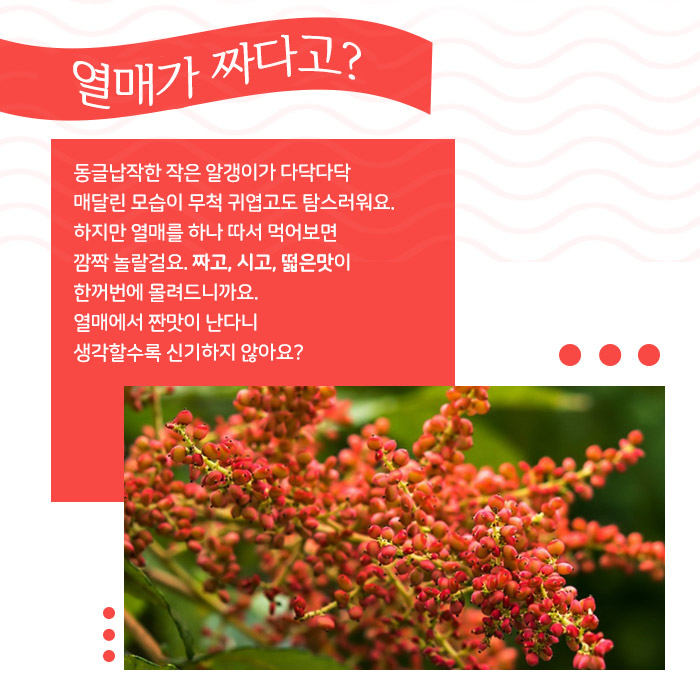 열매가 짜다고?
동글납작한 작은 알갱이가 다닥다닥
매달린 모습이 무척 귀엽고도 탐스러워요.
하지만 열매를 하나 따서 먹어보면
깜짝 놀랄걸요. 짜고, 시고, 떫은맛이
한꺼번에 몰려드니까요.
열매에서 짠맛이 난다니
생각할수록 신기하지 않아요?